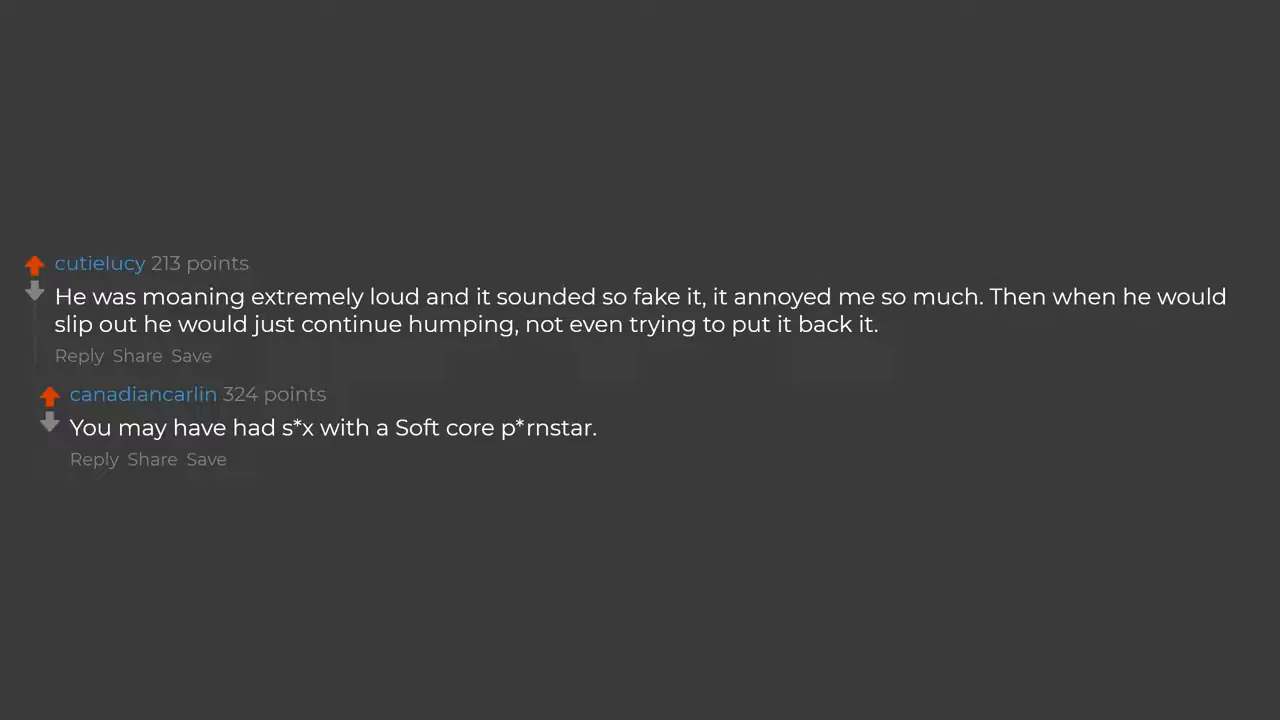 cutielucy 213 points
He was moaning extremely loud and it sounded so fake it, it annoyed me so much. Then when he would
slip out he would just continue humping, not even trying to put it back it.
Reply Share Save
canadiancarlin 324 points
You may have had s*x with a Soft core p*rnstar.
Reply Share Save